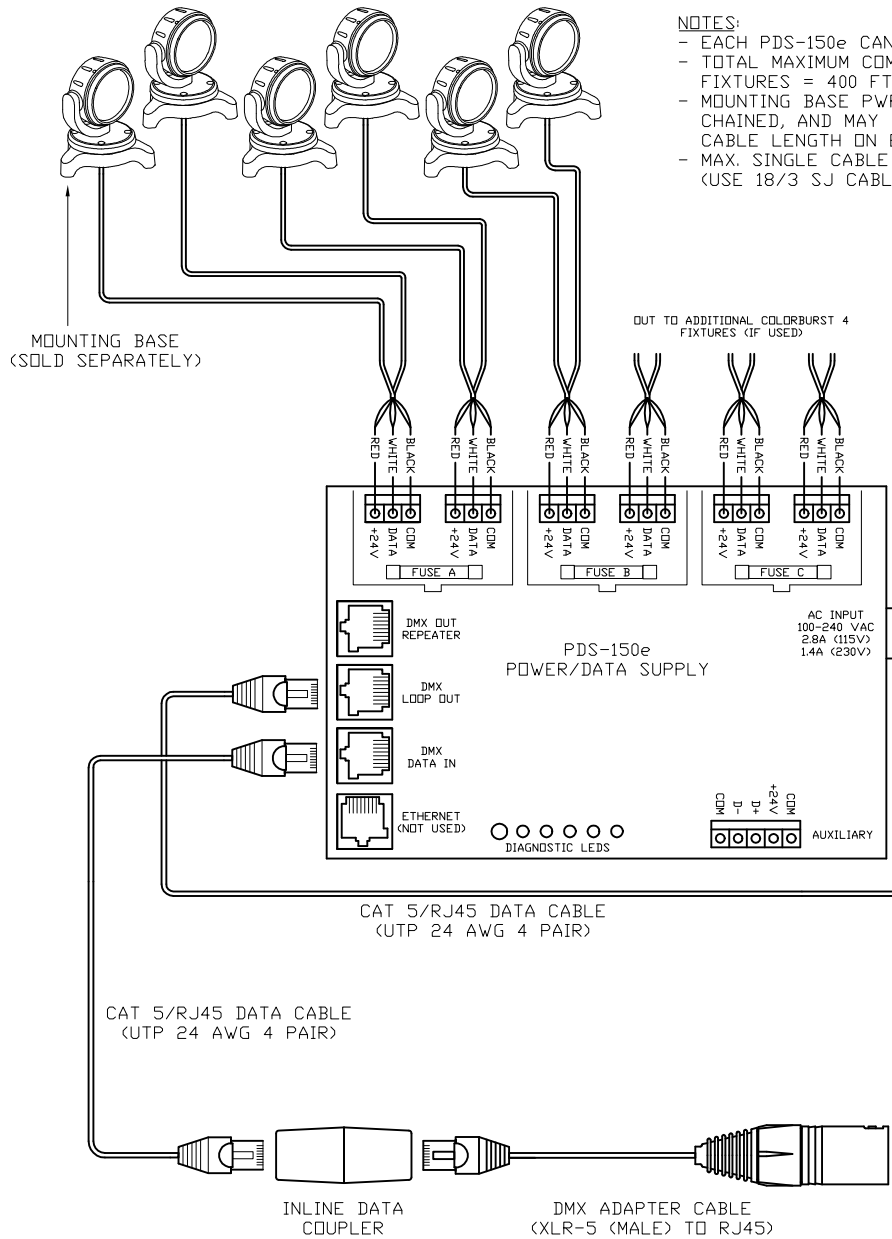 NOTES:
- EACH PDS-150e CAN
- TOTAL MAXIMUM COM
FIXTURES = 400 FT
- MOUNTING BASE PWR
CHAINED, AND MAY
CABLE LENGTH ON
- MAX. SINGLE CABLE
(USE 18/3 SJ CABL
MOUNTING BASE
(SOLD SEPARATELY)
OUT TO ADDITIONAL COLORBURST 4
FIXTURES (IF USED)
RED WHITE BLACK RED WHITE BLACK RED WHITE BLACK RED WHITE BLACK RED WHITE BLACK RED WHITE BLACK
+24V DATA COM +24V DATA COM +24V DATA COM +24V DATA COM +24V DATA COM +24V DATA COM
FUSE A FUSE B FUSE C
DMX OUT
REPEATER
AC INPUT
100-240 VAC
2.8A (115V)
1.4A (230V)
PDS-150e
POWER/DATA SUPPLY
DMX
LOOP OUT
DMX
DATA IN
ETHERNET
(NOT USED)
DIAGNOSTIC LEDS
COM D- D+ +24V COM
AUXILIARY
CAT 5/RJ45 DATA CABLE
(UTP 24 AWG 4 PAIR)
CAT 5/RJ45 DATA CABLE
(UTP 24 AWG 4 PAIR)
INLINE DATA
COUPLER
DMX ADAPTER CABLE
(XLR-5 (MALE) TO RJ45)